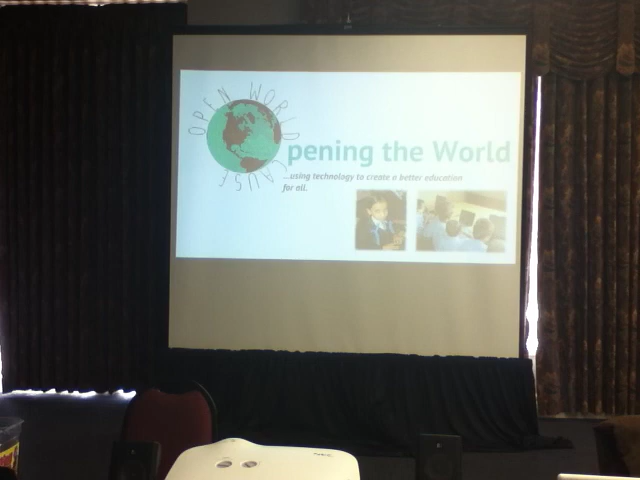 OPEN WORLD
CAUSE
pening the World
...using technology to create a better education
for all.